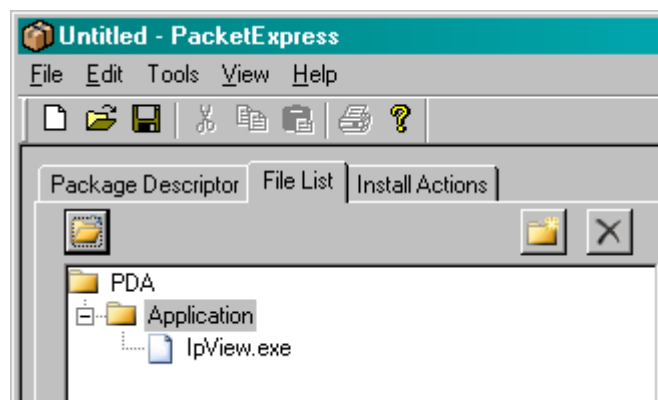 Untitled - PacketExpress
File Edit Tools View Help
Package Descriptor File List Install Actions
PDA
Application
IpView.exe